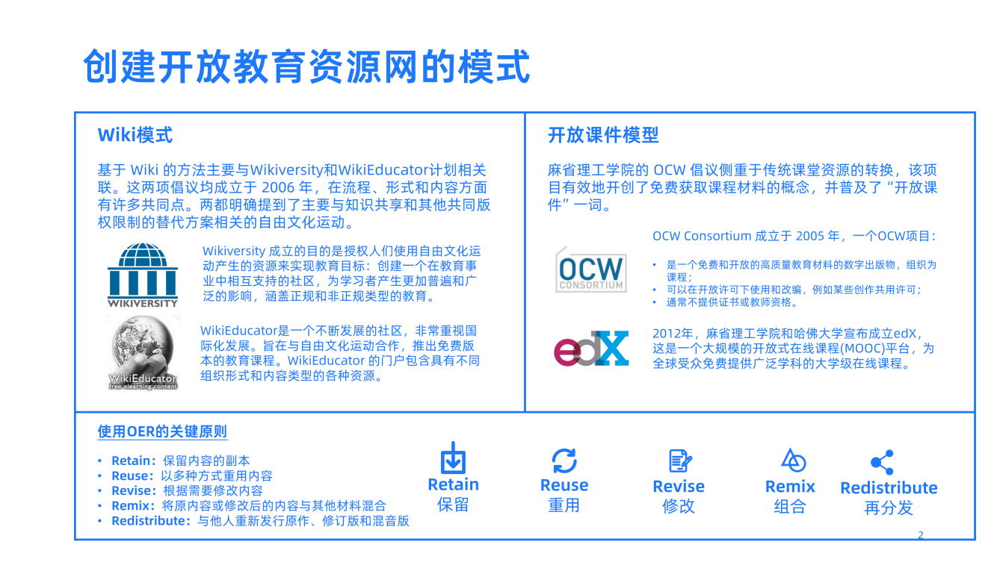 创建开放教育资源网的模式
Wiki模式
基于 Wiki 的方法主要与Wikiversity和WikiEducator计划相关
联。这两项倡议均成立于 2006 年，在流程、形式和内容方面
有许多共同点。两都明确提到了主要与知识共享和其他共同版
权限制的替代方案相关的自由文化运动。
WIKIVERSITY
Wikiversity 成立的目的是授权人们使用自由文化运
动产生的资源来实现教育目标：创建一个在教育事
业中相互支持的社区，为学习者产生更加普遍和广
泛的影响，涵盖正规和非正规类型的教育。
WikiEducator
free elearning content
WikiEducator是一个不断发展的社区，非常重视国
际化发展。旨在与自由文化运动合作，推出免费版
本的教育课程。WikiEducator 的门户包含具有不同
组织形式和内容类型的各种资源。
开放课件模型
麻省理工学院的 OCW 倡议侧重于传统课堂资源的转换，该项
目有效地开创了免费获取课程材料的概念，并普及了“开放课
件”一词。
OCW
CONSORTIUM
OCW Consortium 成立于 2005 年，一个OCW项目：
• 是一个免费和开放的高质量教育材料的数字出版物，组织为
课程；
• 可以在开放许可下使用和改编，例如某些创作共用许可；
• 通常不提供证书或教师资格。
edX
2012年，麻省理工学院和哈佛大学宣布成立edX，
这是一个大规模的开放式在线课程(MOOC)平台，为
全球受众免费提供广泛学科的大学级在线课程。
使用OER的关键原则
• Retain：保留内容的副本
• Reuse：以多种方式重用内容
• Revise：根据需要修改内容
• Remix：将原内容或修改后的内容与其他材料混合
• Redistribute：与他人重新发行原作、修订版和混音版
Retain
保留
Reuse
重用
Revise
修改
Remix
组合
Redistribute
再分发
2